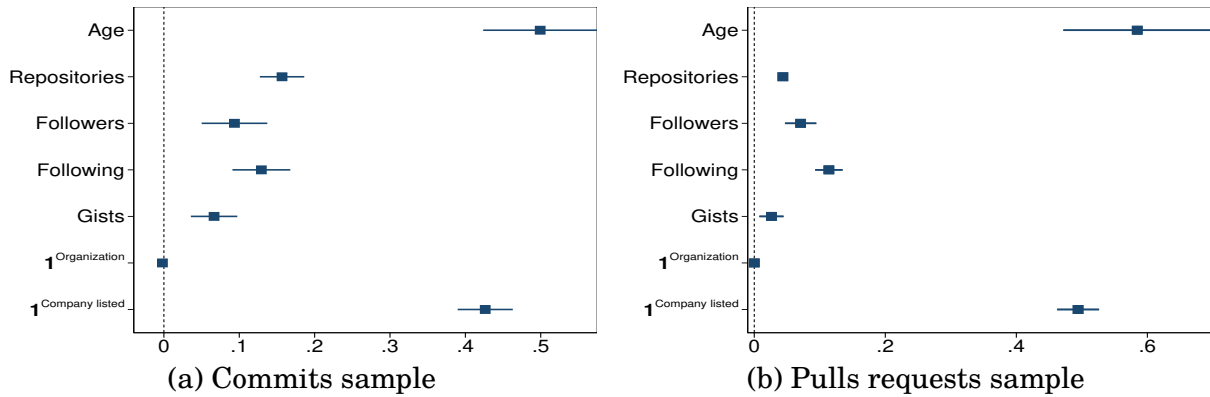 Age
Repositories
Followers
Following
Gists
1^Organization
1^Company listed
0 .1 .2 .3 .4 .5
(a) Commits sample
Age
Repositories
Followers
Following
Gists
1^Organization
1^Company listed
0 .2 .4 .6
(b) Pulls requests sample